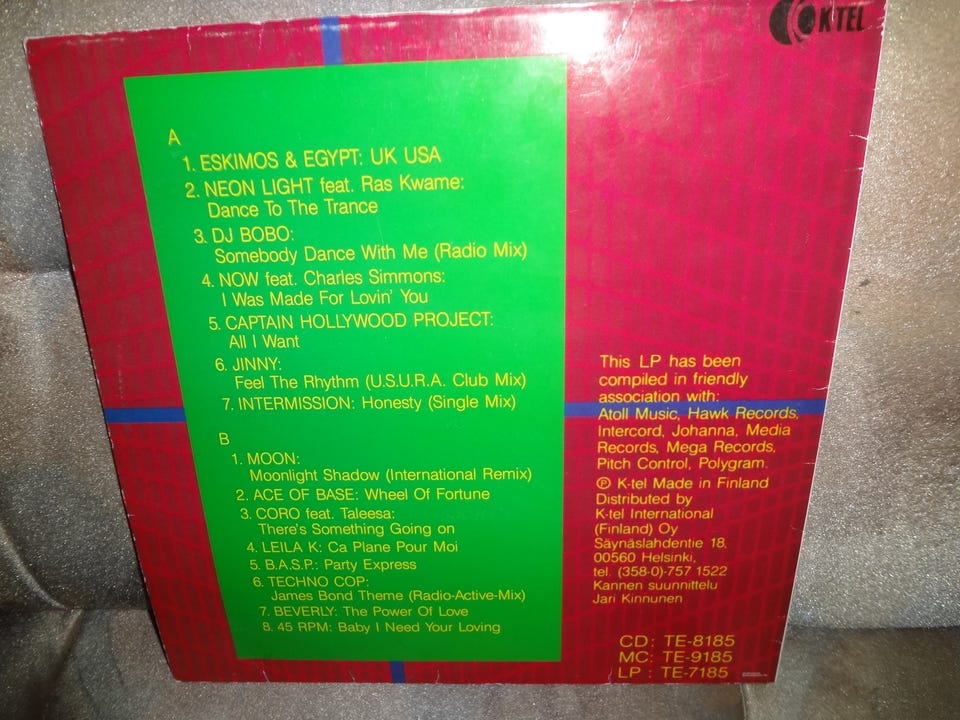 K-TEL
A
1. ESKIMOS & EGYPT: UK USA
2. NEON LIGHT feat. Ras Kwame:
Dance To The Trance
3. DJ BOBO:
Somebody Dance With Me (Radio Mix)
4. NOW feat. Charles Simmons:
I Was Made For Lovin' You
5. CAPTAIN HOLLYWOOD PROJECT:
All I Want
6. JINNY:
Feel The Rhythm (U.S.U.R.A. Club Mix)
7. INTERMISSION: Honesty (Single Mix)
B
1. MOON:
Moonlight Shadow (International Remix)
2. ACE OF BASE: Wheel Of Fortune
3. CORO feat. Taleesa:
There's Something Going on
4. LEILA K: Ca Plane Pour Moi
5. B.A.S.P.: Party Express
6. TECHNO COP:
James Bond Theme (Radio-Active-Mix)
7. BEVERLY: The Power Of Love
8. 45 RPM: Baby I Need Your Loving
This LP has been
compiled in friendly
association with:
Atoll Music, Hawk Records,
Intercord, Johanna, Media
Records, Mega Records,
Pitch Control, Polygram.
℗ K-tel Made in Finland
Distributed by
K-tel International
(Finland) Oy
Säynäslahdentie 18,
00560 Helsinki,
tel. (358-0)-757 1522
Kannen suunnittelu
Jari Kinnunen
CD: TE-8185
MC: TE-9185
LP: TE-7185